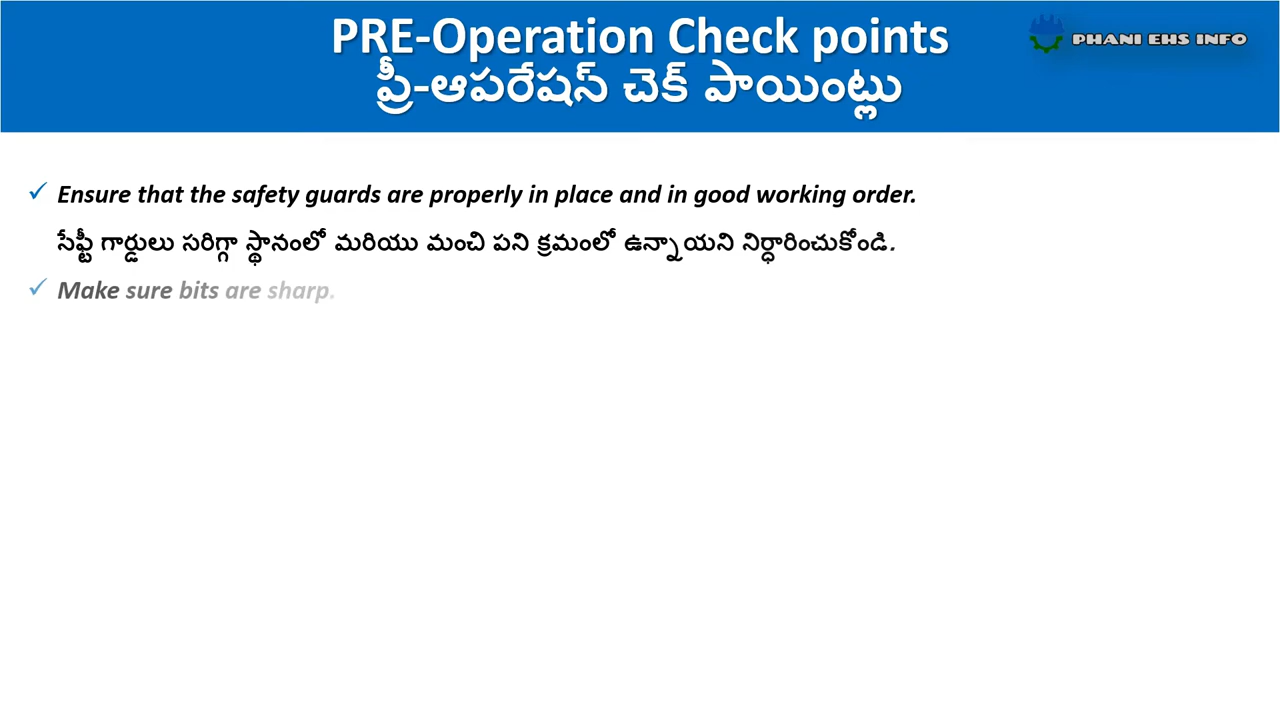 PRE-Operation Check points
ప్రీ-ఆపరేషస్ చెక్ పాయింట్లు
PHANI EHS INFO
✓ Ensure that the safety guards are properly in place and in good working order.
సేఫ్టీ గార్డులు సరిగ్గా స్థానంలో మరియు మంచి పని క్రమంలో ఉన్నాయని నిర్ధారించుకోండి.
✓ Make sure bits are sharp.